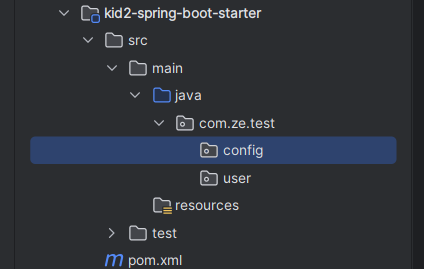 kid2-spring-boot-starter
src
main
java
com.ze.test
config
user
resources
test
pom.xml